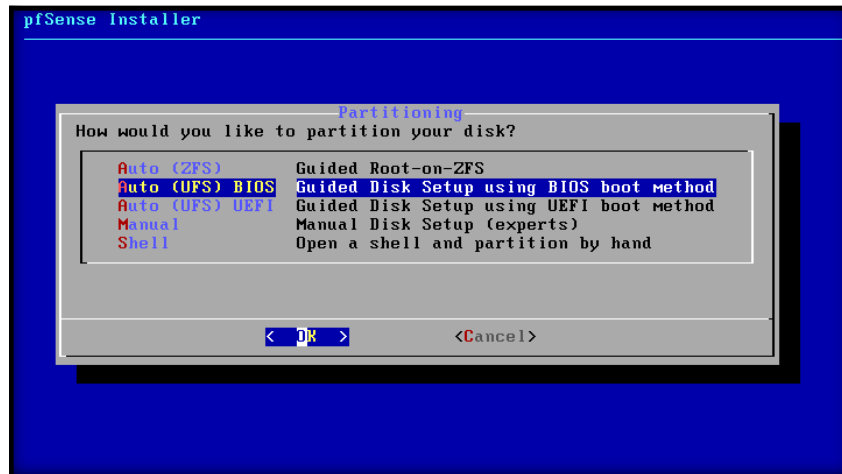 pfSense Installer
Partitioning
How would you like to partition your disk?
Auto (ZFS) Guided Root-on-ZFS
Auto (UFS) BIOS Guided Disk Setup using BIOS boot method
Auto (UFS) UEFI Guided Disk Setup using UEFI boot method
Manual Manual Disk Setup (experts)
Shell Open a shell and partition by hand
< OK > <Cancel>